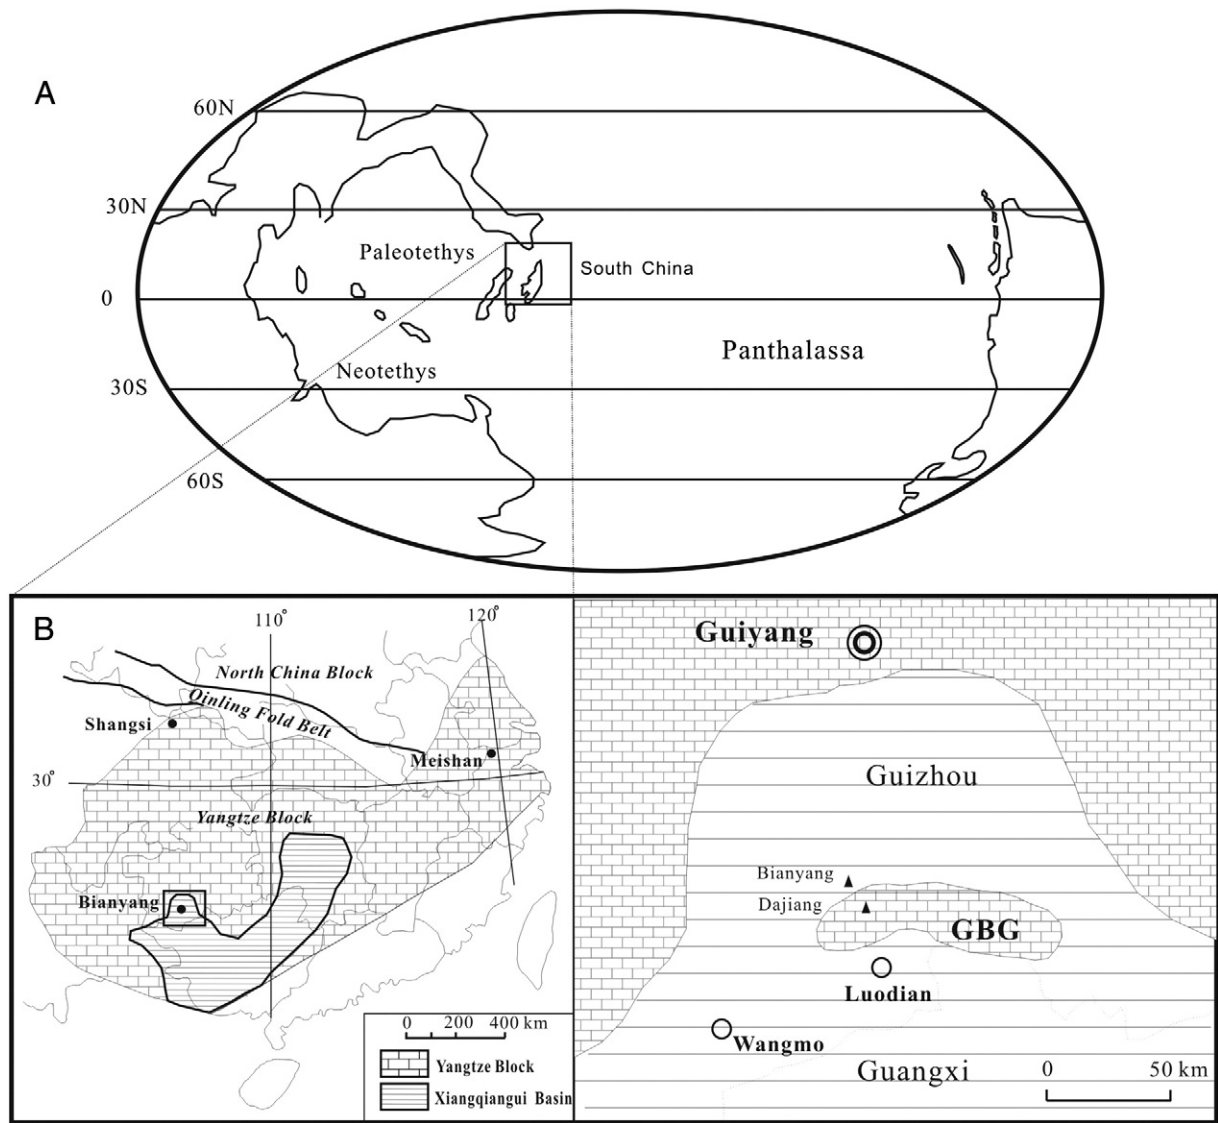 A
60N
30N
Paleotethys
South China
0
Panthalassa
Neotethys
30S
60S
B
110°
120°
North China Block
Qinling Fold Belt
Shangsi
Meishan
30°
Yangtze Block
Bianyang
0 200 400 km
Yangtze Block
Xiangqiangui Basin
Guiyang
Guizhou
Bianyang
Dajiang
GBG
Luodian
Wangmo
Guangxi
0 50 km